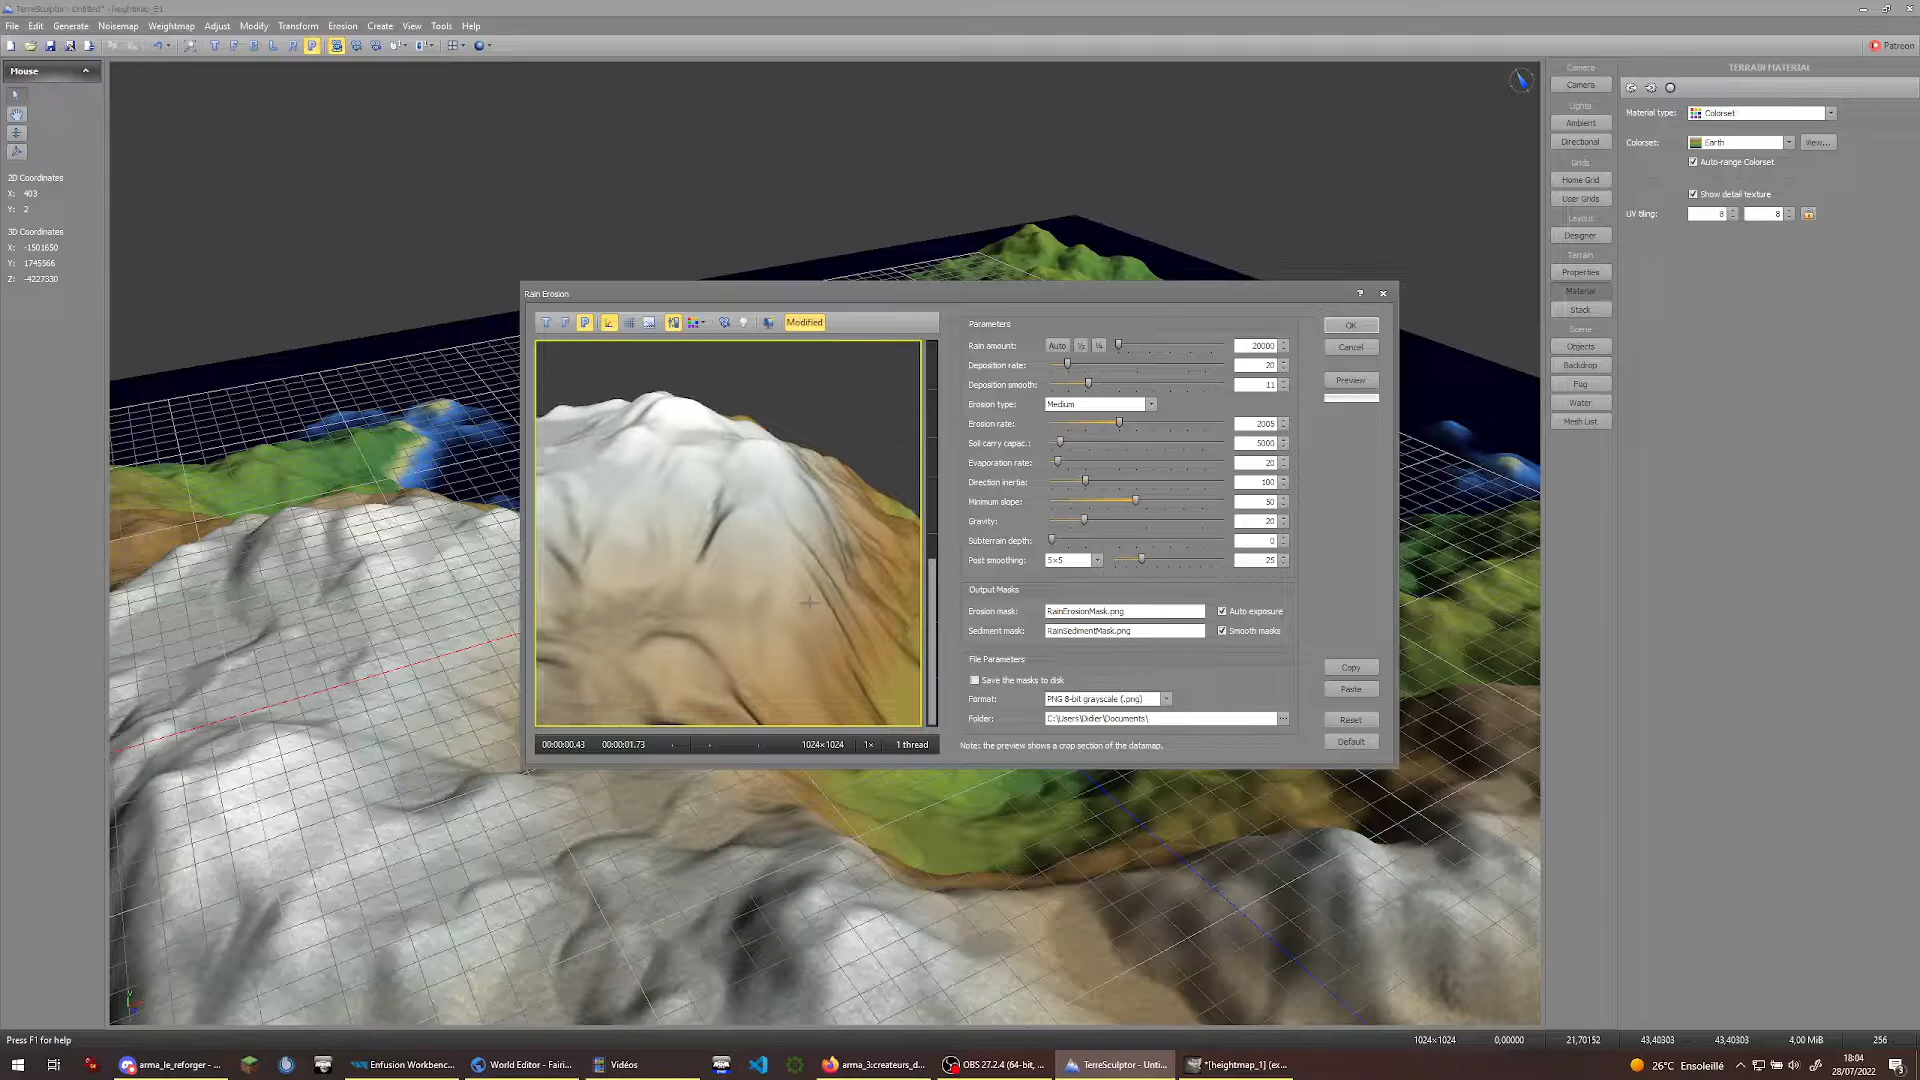 TerreSculptor - Untitled* - [heightmap_E1]
File Edit Generate Noisemap Weightmap Adjust Modify Transform Erosion Create View Tools Help
Patreon
Mouse
2D Coordinates
X: 403
Y: 2
3D Coordinates
X: -1501650
Y: 1745566
Z: -4227330
Camera
Camera
Lights
Ambient
Directional
Grids
Home Grid
User Grids
Layout
Designer
Terrain
Properties
Material
Stack
Scene
Objects
Backdrop
Fog
Water
Mesh List
TERRAIN MATERIAL
Material type: Colorset
Colorset: Earth View...
Auto-range Colorset
Show detail texture
UV tiling: 8 8
Rain Erosion
Modified
Parameters
Rain amount: Auto ½ ¼ 20000
Deposition rate: 20
Deposition smooth: 11
Erosion type: Medium
Erosion rate: 2005
Soil carry capac.: 5000
Evaporation rate: 20
Direction inertia: 100
Minimum slope: 50
Gravity: 20
Subterrain depth: 0
Post smoothing: 5×5 25
Output Masks
Erosion mask: RainErosionMask.png Auto exposure
Sediment mask: RainSedimentMask.png Smooth masks
File Parameters
Save the masks to disk
Format: PNG 8-bit grayscale (.png)
Folder: C:\Users\Didier\Documents\ ...
Note: the preview shows a crop section of the datamap.
OK
Cancel
Preview
Copy
Paste
Reset
Default
00:00:00.43 00:00:01.73 1024×1024 1× 1 thread
Press F1 for help
1024×1024 0,00000 21,70152 43,40303 43,40303 4,00 MiB 256
arma_le_reforger - ... Enfusion Workbenc... World Editor - Fairi... Vidéos arma_3:createurs_d... OBS 27.2.4 (64-bit, ... TerreSculptor - Unti... *[heightmap_1] (ex...
26°C Ensoleillé
18:04
28/07/2022